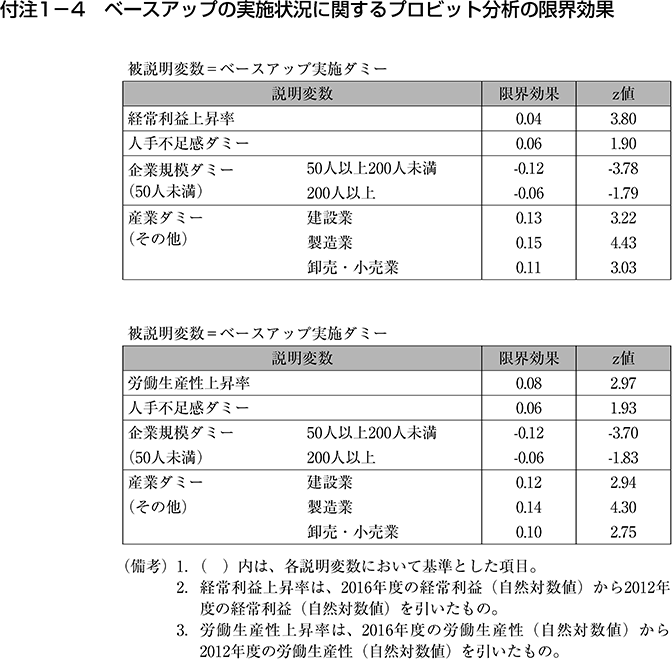 付注1－4　ベースアップの実施状況に関するプロビット分析の限界効果
被説明変数＝ベースアップ実施ダミー
説明変数 限界効果 z値
経常利益上昇率 0.04 3.80
人手不足感ダミー 0.06 1.90
企業規模ダミー 50人以上200人未満 -0.12 -3.78
（50人未満） 200人以上 -0.06 -1.79
産業ダミー 建設業 0.13 3.22
（その他） 製造業 0.15 4.43
卸売・小売業 0.11 3.03
被説明変数＝ベースアップ実施ダミー
説明変数 限界効果 z値
労働生産性上昇率 0.08 2.97
人手不足感ダミー 0.06 1.93
企業規模ダミー 50人以上200人未満 -0.12 -3.70
（50人未満） 200人以上 -0.06 -1.83
産業ダミー 建設業 0.12 2.94
（その他） 製造業 0.14 4.30
卸売・小売業 0.10 2.75
（備考）1．（　）内は、各説明変数において基準とした項目。
2．経常利益上昇率は、2016年度の経常利益（自然対数値）から2012年
度の経常利益（自然対数値）を引いたもの。
3．労働生産性上昇率は、2016年度の労働生産性（自然対数値）から
2012年度の労働生産性（自然対数値）を引いたもの。